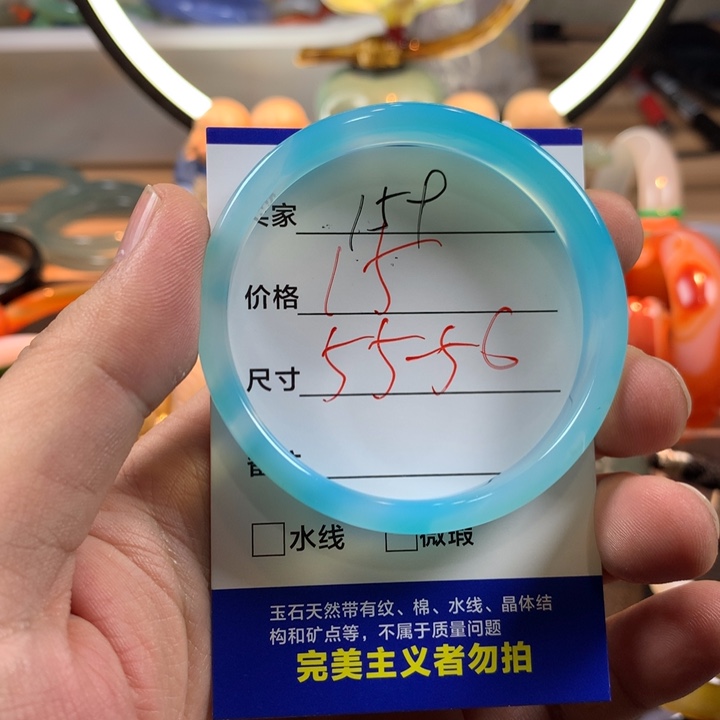 卖家 159
价格 15
尺寸 55-56
备注
水线 微瑕
玉石天然带有纹、棉、水线、晶体结
构和矿点等，不属于质量问题
完美主义者勿拍